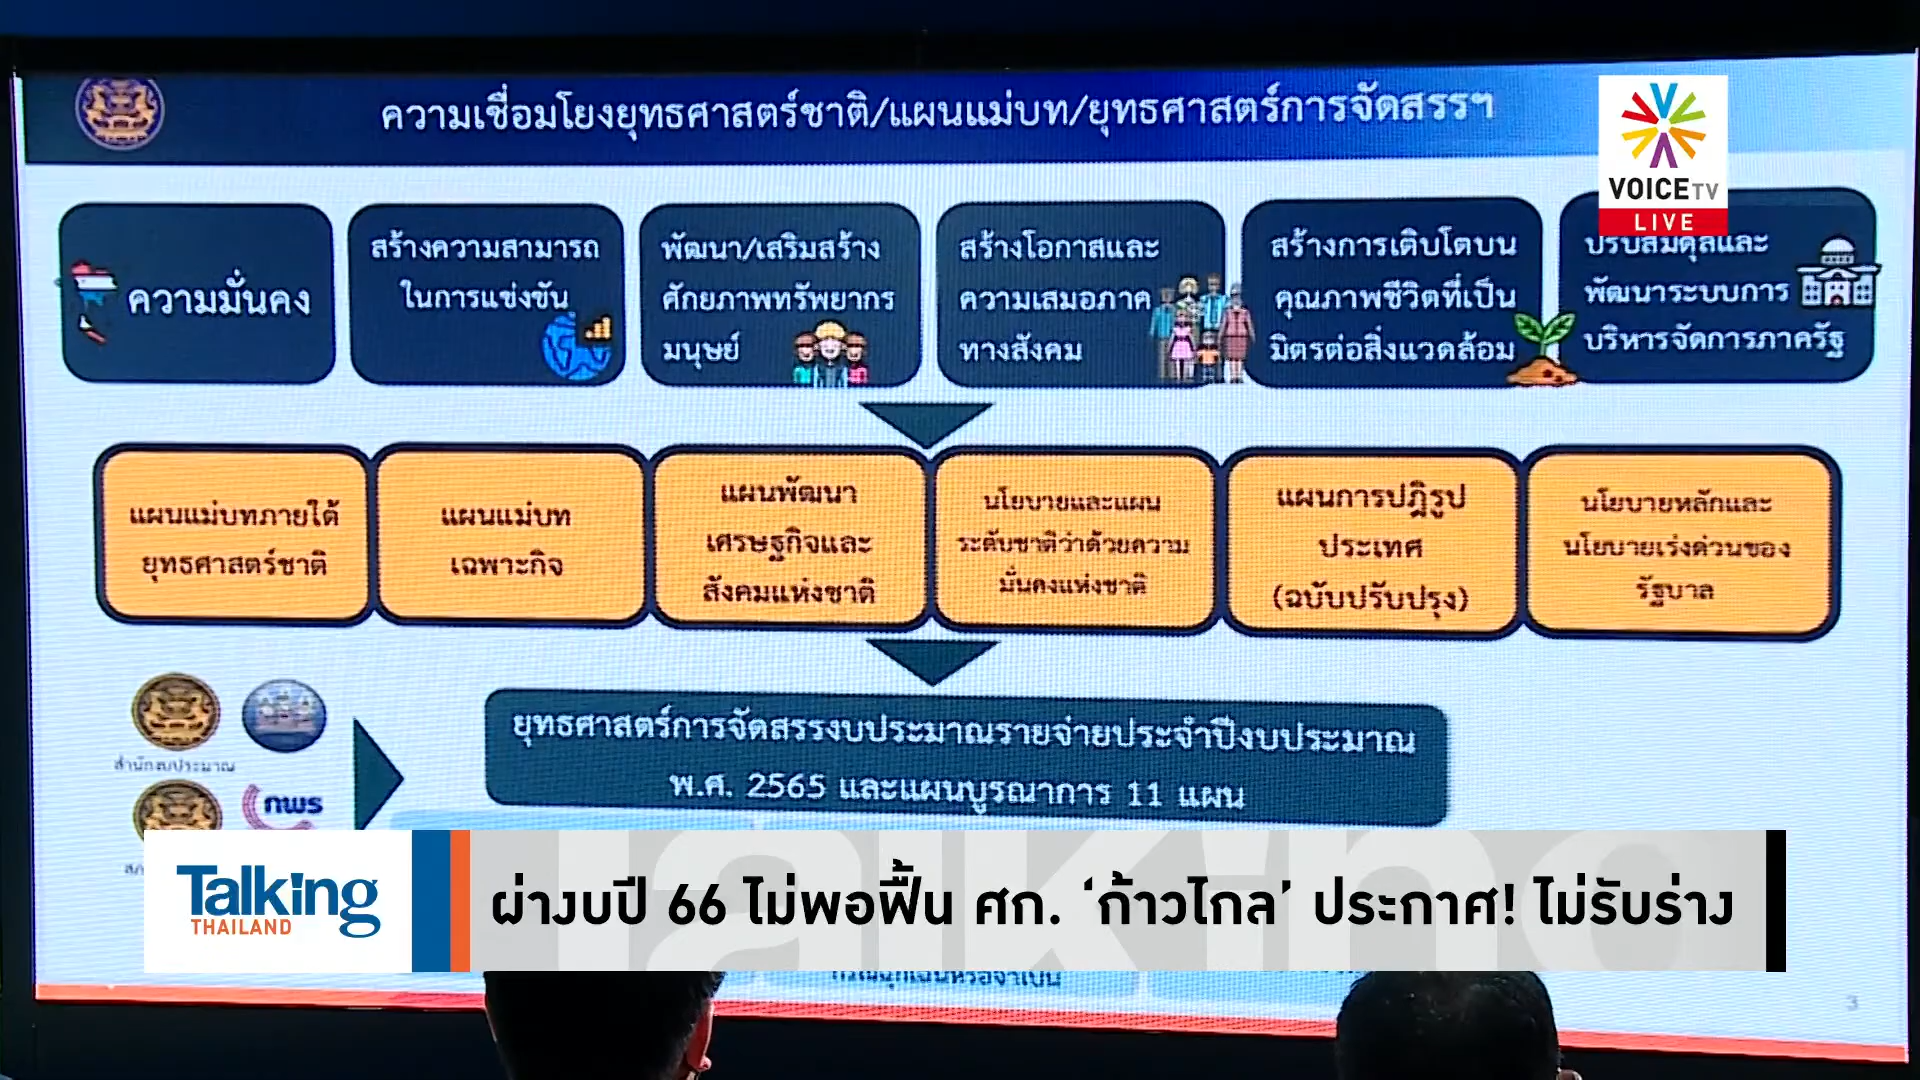 ความเชื่อมโยงยุทธศาสตร์ชาติ/แผนแม่บท/ยุทธศาสตร์การจัดสรรฯ
VOICE TV
LIVE
ความมั่นคง
สร้างความสามารถ
ในการแข่งขัน
พัฒนา/เสริมสร้าง
ศักยภาพทรัพยากร
มนุษย์
สร้างโอกาสและ
ความเสมอภาค
ทางสังคม
สร้างการเติบโตบน
คุณภาพชีวิตที่เป็น
มิตรต่อสิ่งแวดล้อม
ปรับสมดุลและ
พัฒนาระบบการ
บริหารจัดการภาครัฐ
แผนแม่บทภายใต้
ยุทธศาสตร์ชาติ
แผนแม่บท
เฉพาะกิจ
แผนพัฒนา
เศรษฐกิจและ
สังคมแห่งชาติ
นโยบายและแผน
ระดับชาติว่าด้วยความ
มั่นคงแห่งชาติ
แผนการปฏิรูป
ประเทศ
(ฉบับปรับปรุง)
นโยบายหลักและ
นโยบายเร่งด่วนของ
รัฐบาล
สำนักงบประมาณ
กพร
ยุทธศาสตร์การจัดสรรงบประมาณรายจ่ายประจำปีงบประมาณ
พ.ศ. 2565 และแผนบูรณาการ 11 แผน
Talking
THAILAND
ผ่างบปี 66 ไม่พอฟื้น ศก. ‘ก้าวไกล’ ประกาศ! ไม่รับร่าง
กรณีฉุกเฉินหรือจำเป็น
3